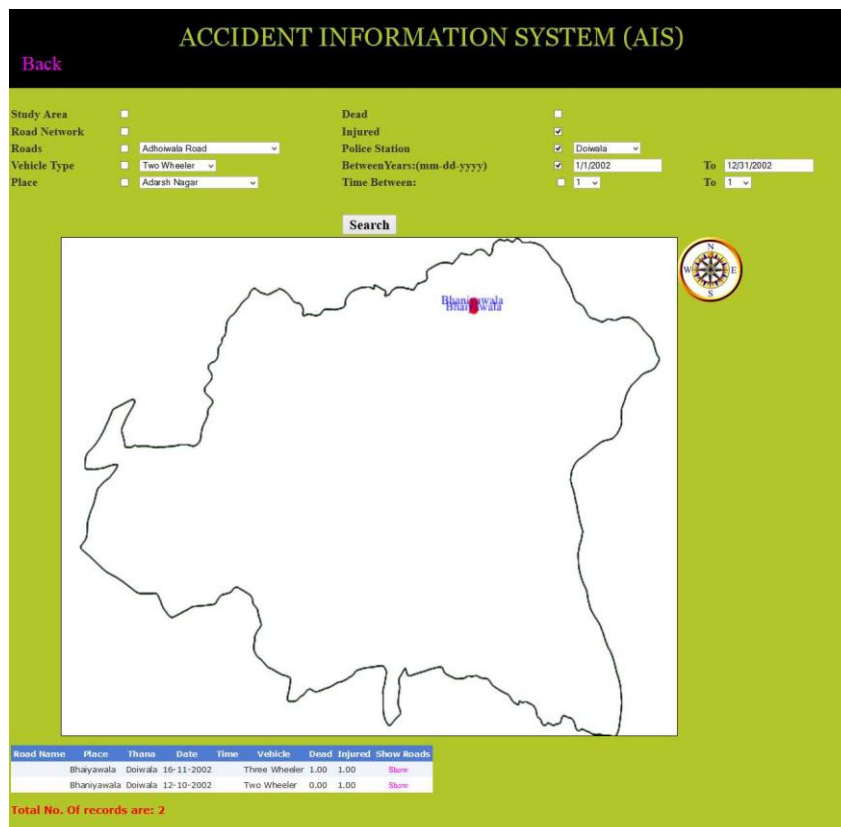 ACCIDENT INFORMATION SYSTEM (AIS)
Back
Study Area Dead
Road Network Injured
Roads Adhoiwala Road Police Station Doiwala
Vehicle Type Two Wheeler BetweenYears:(mm-dd-yyyy) 1/1/2002 To 12/31/2002
Place Adarsh Nagar Time Between: 1 To 1
Search
N
W E
S
Bhaniyawala
Bhaiyawala
Road Name Place Thana Date Time Vehicle Dead Injured Show Roads
Bhaiyawala Doiwala 16-11-2002 Three Wheeler 1.00 1.00 Show
Bhaniyawala Doiwala 12-10-2002 Two Wheeler 0.00 1.00 Show
Total No. Of records are: 2